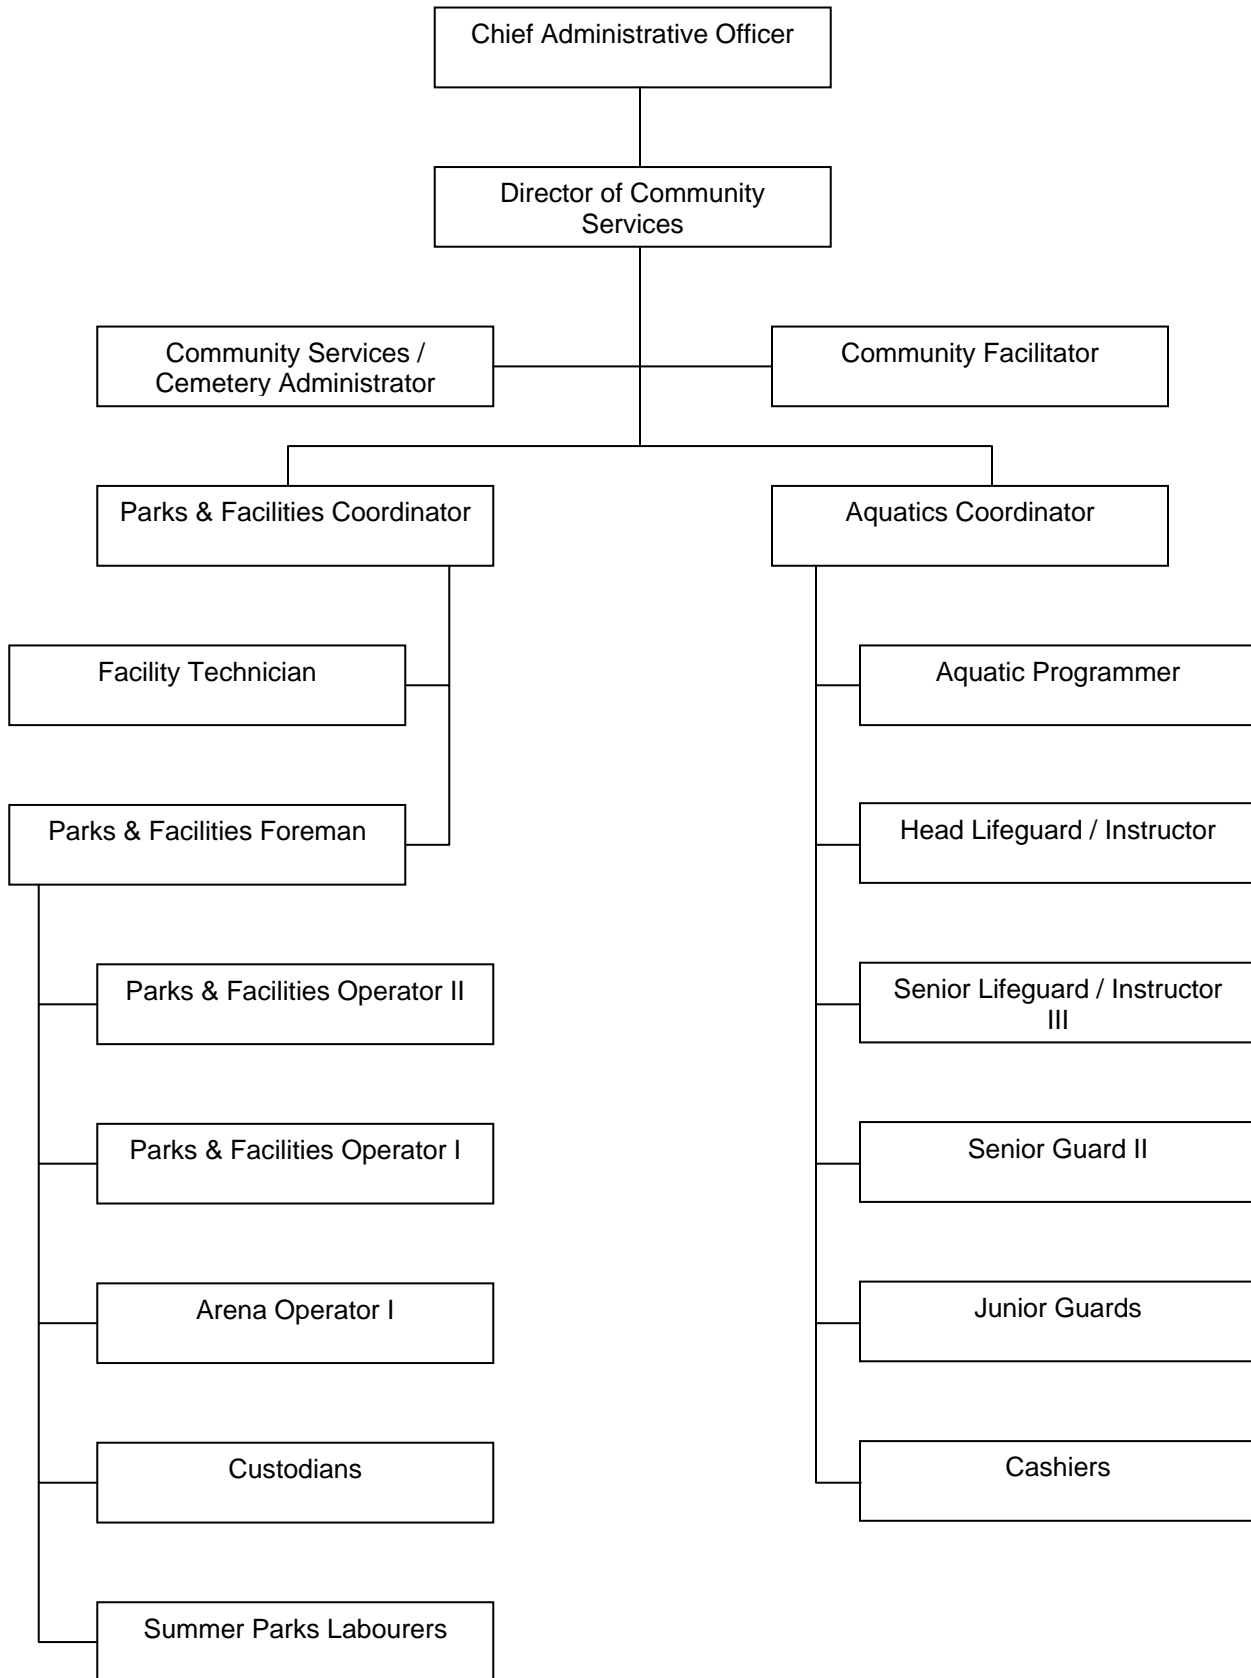 Chief Administrative Officer
Director of Community
Services
Community Services /
Cemetery Administrator
Community Facilitator
Parks & Facilities Coordinator
Aquatics Coordinator
Facility Technician
Aquatic Programmer
Parks & Facilities Foreman
Head Lifeguard / Instructor
Parks & Facilities Operator II
Senior Lifeguard / Instructor
III
Parks & Facilities Operator I
Senior Guard II
Arena Operator I
Junior Guards
Custodians
Cashiers
Summer Parks Labourers